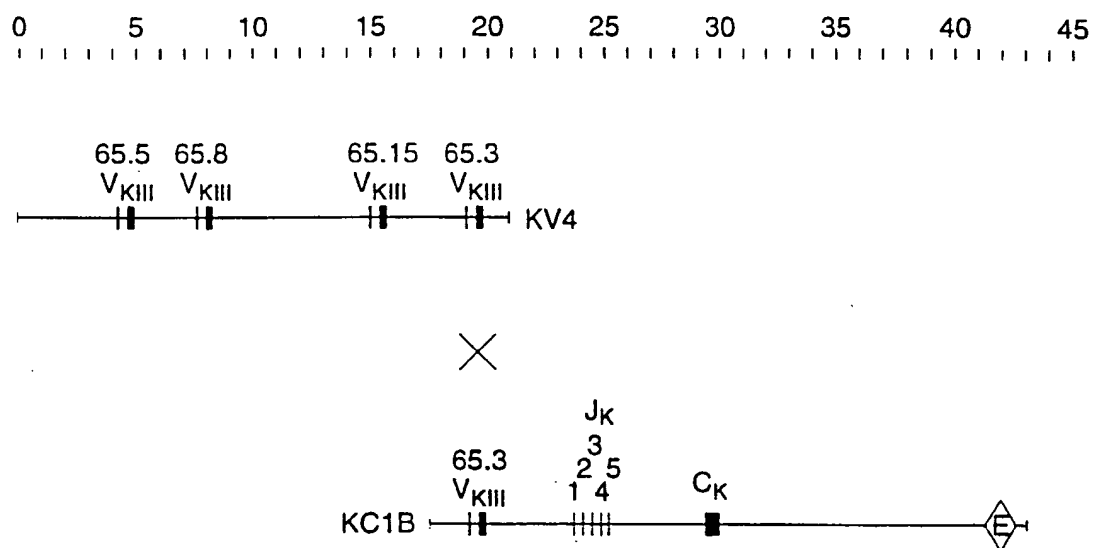 0 5 10 15 20 25 30 35 40 45
65.5 65.8 65.15 65.3
VKIII VKIII VKIII VKIII
KV4
JK
3
65.3 2 5
VKIII 1 4 CK
KC1B E